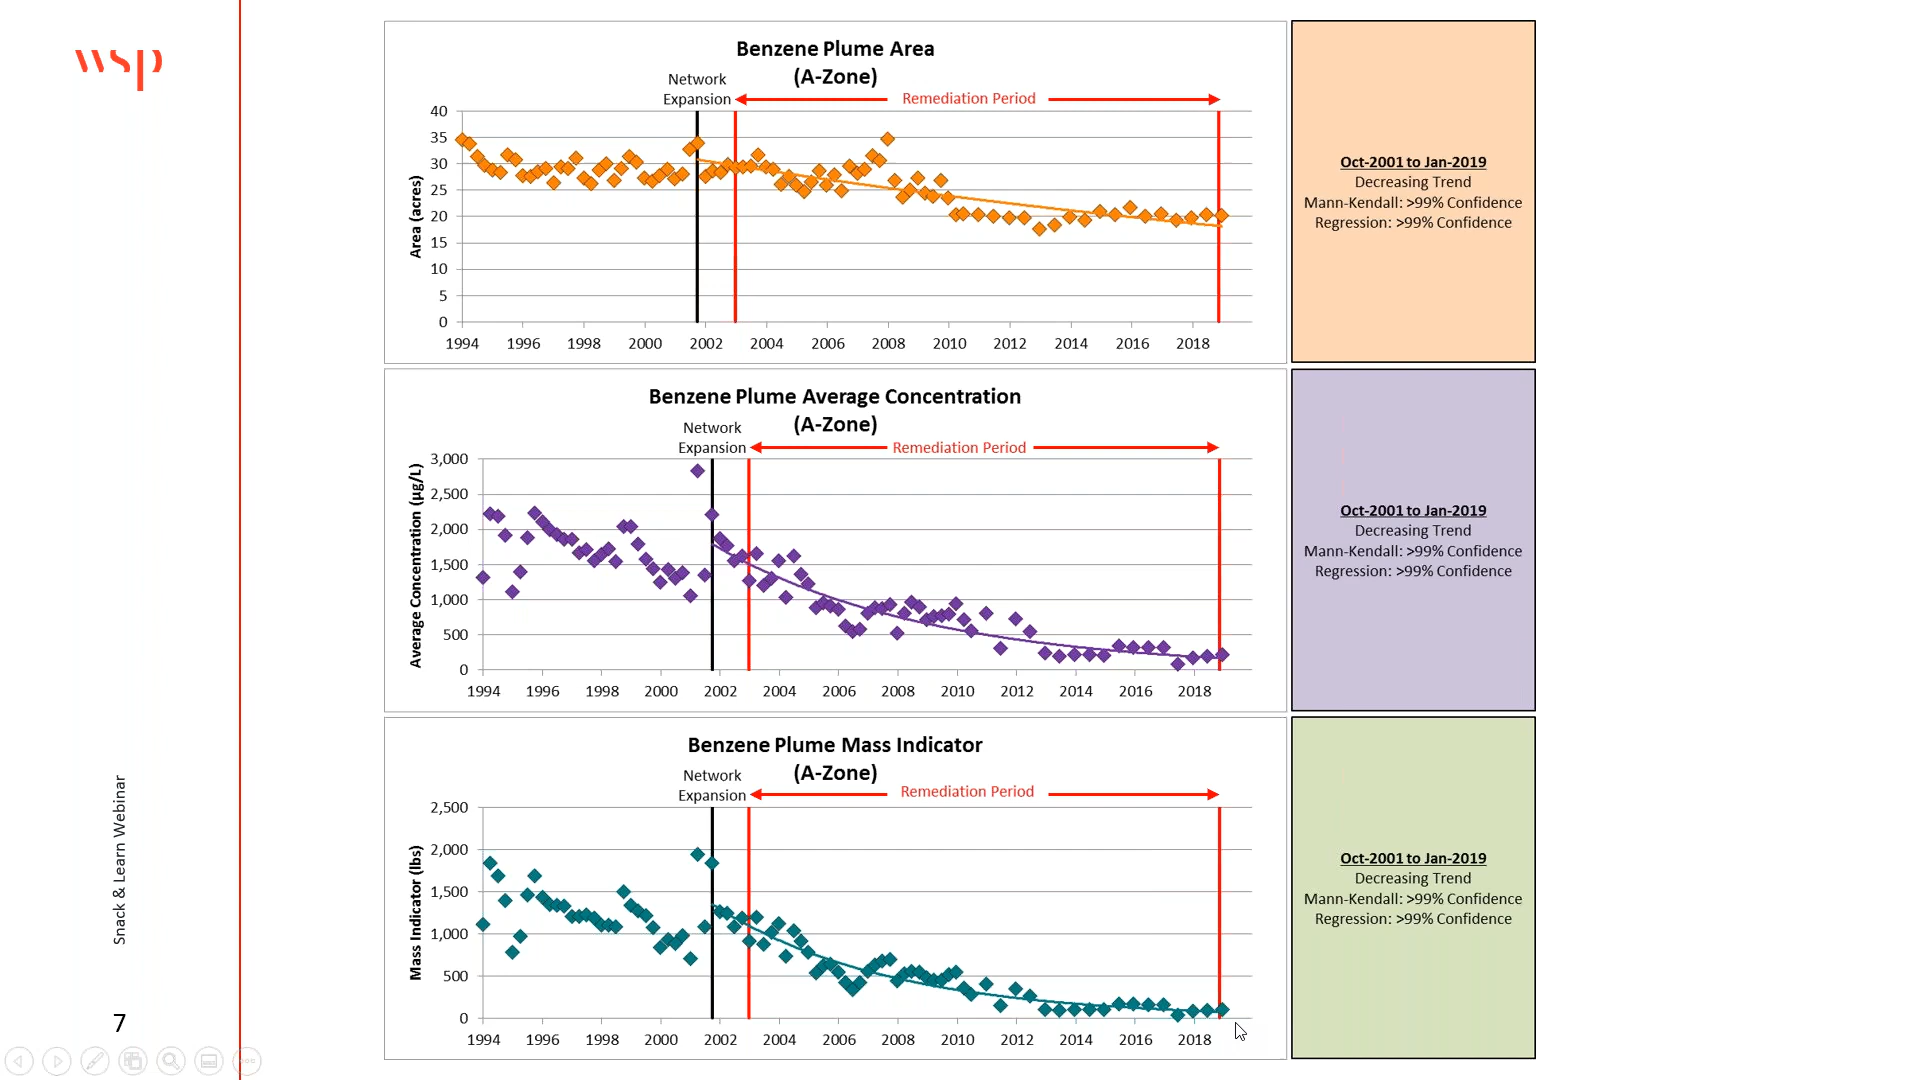 wsp
Benzene Plume Area
(A-Zone)
Network
Expansion
Remediation Period
Area (acres)
40
35
30
25
20
15
10
5
0
1994 1996 1998 2000 2002 2004 2006 2008 2010 2012 2014 2016 2018
Oct-2001 to Jan-2019
Decreasing Trend
Mann-Kendall: >99% Confidence
Regression: >99% Confidence
Benzene Plume Average Concentration
(A-Zone)
Network
Expansion
Remediation Period
Average Concentration (µg/L)
3,000
2,500
2,000
1,500
1,000
500
0
1994 1996 1998 2000 2002 2004 2006 2008 2010 2012 2014 2016 2018
Oct-2001 to Jan-2019
Decreasing Trend
Mann-Kendall: >99% Confidence
Regression: >99% Confidence
Benzene Plume Mass Indicator
(A-Zone)
Network
Expansion
Remediation Period
Mass Indicator (lbs)
2,500
2,000
1,500
1,000
500
0
1994 1996 1998 2000 2002 2004 2006 2008 2010 2012 2014 2016 2018
Oct-2001 to Jan-2019
Decreasing Trend
Mann-Kendall: >99% Confidence
Regression: >99% Confidence
Snack & Learn Webinar
7